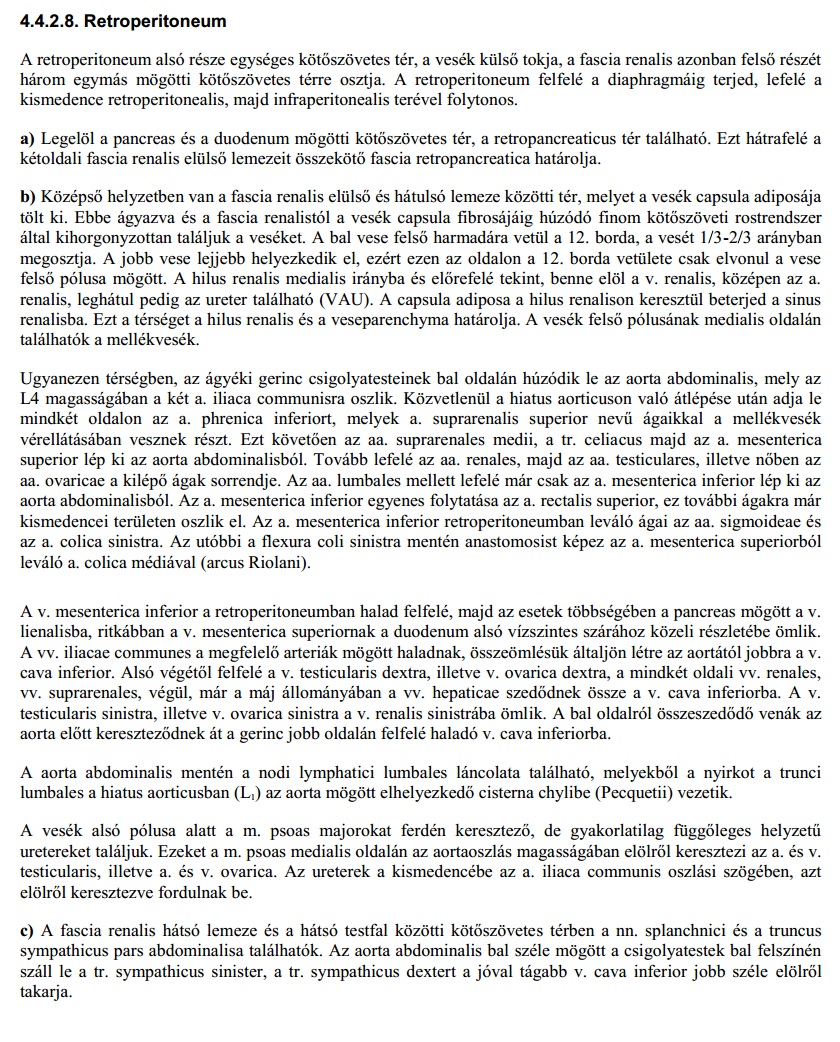 4.4.2.8. Retroperitoneum
A retroperitoneum alsó része egységes kötőszövetes tér, a vesék külső tokja, a fascia renalis azonban felső részét
három egymás mögötti kötőszövetes térre osztja. A retroperitoneum felfelé a diaphragmáig terjed, lefelé a
kismedence retroperitonealis, majd infraperitonealis terével folytonos.
a) Legelöl a pancreas és a duodenum mögötti kötőszövetes tér, a retropancreaticus tér található. Ezt hátrafelé a
kétoldali fascia renalis elülső lemezeit összekötő fascia retropancreatica határolja.
b) Középső helyzetben van a fascia renalis elülső és hátulsó lemeze közötti tér, melyet a vesék capsula adiposája
tölt ki. Ebbe ágyazva és a fascia renalistól a vesék capsula fibrosájáig húzódó finom kötőszöveti rostrendszer
által kihorgonyzottan találjuk a veséket. A bal vese felső harmadára vetül a 12. borda, a vesét 1/3-2/3 arányban
megosztja. A jobb vese lejjebb helyezkedik el, ezért ezen az oldalon a 12. borda vetülete csak elvonul a vese
felső pólusa mögött. A hilus renalis medialis irányba és előrefelé tekint, benne elöl a v. renalis, középen az a.
renalis, leghátul pedig az ureter található (VAU). A capsula adiposa a hilus renalison keresztül beterjed a sinus
renalisba. Ezt a térséget a hilus renalis és a veseparenchyma határolja. A vesék felső pólusának medialis oldalán
találhatók a mellékvesék.
Ugyanezen térségben, az ágyéki gerinc csigolyatesteinek bal oldalán húzódik le az aorta abdominalis, mely az
L4 magasságában a két a. iliaca communisra oszlik. Közvetlenül a hiatus aorticuson való átlépése után adja le
mindkét oldalon az a. phrenica inferiort, melyek a. suprarenalis superior nevű ágaikkal a mellékvesék
vérellátásában vesznek részt. Ezt követően az aa. suprarenales medii, a tr. celiacus majd az a. mesenterica
superior lép ki az aorta abdominalisból. Tovább lefelé az aa. renales, majd az aa. testiculares, illetve nőben az
aa. ovaricae a kilépő ágak sorrendje. Az aa. lumbales mellett lefelé már csak az a. mesenterica inferior lép ki az
aorta abdominalisból. Az a. mesenterica inferior egyenes folytatása az a. rectalis superior, ez további ágakra már
kismedencei területen oszlik el. Az a. mesenterica inferior retroperitoneumban leváló ágai az aa. sigmoideae és
az a. colica sinistra. Az utóbbi a flexura coli sinistra mentén anastomosist képez az a. mesenterica superiorból
leváló a. colica médiával (arcus Riolani).
A v. mesenterica inferior a retroperitoneumban halad felfelé, majd az esetek többségében a pancreas mögött a v.
lienalisba, ritkábban a v. mesenterica superiornak a duodenum alsó vízszintes szárához közeli részletébe ömlik.
A vv. iliacae communes a megfelelő arteriák mögött haladnak, összeömlésük általjön létre az aortától jobbra a v.
cava inferior. Alsó végétől felfelé a v. testicularis dextra, illetve v. ovarica dextra, a mindkét oldali vv. renales,
vv. suprarenales, végül, már a máj állományában a vv. hepaticae szedődnek össze a v. cava inferiorba. A v.
testicularis sinistra, illetve v. ovarica sinistra a v. renalis sinistrába ömlik. A bal oldalról összeszedődő venák az
aorta előtt kereszteződnek át a gerinc jobb oldalán felfelé haladó v. cava inferiorba.
A aorta abdominalis mentén a nodi lymphatici lumbales láncolata található, melyekből a nyirkot a trunci
lumbales a hiatus aorticusban (L₁) az aorta mögött elhelyezkedő cisterna chylibe (Pecquetii) vezetik.
A vesék alsó pólusa alatt a m. psoas majorokat ferdén keresztező, de gyakorlatilag függőleges helyzetű
uretereket találjuk. Ezeket a m. psoas medialis oldalán az aortaoszlás magasságában elölről keresztezi az a. és v.
testicularis, illetve a. és v. ovarica. Az ureterek a kismedencébe az a. iliaca communis oszlási szögében, azt
elölről keresztezve fordulnak be.
c) A fascia renalis hátsó lemeze és a hátsó testfal közötti kötőszövetes térben a nn. splanchnici és a truncus
sympathicus pars abdominalisa találhatók. Az aorta abdominalis bal széle mögött a csigolyatestek bal felszínén
száll le a tr. sympathicus sinister, a tr. sympathicus dextert a jóval tágabb v. cava inferior jobb széle elölről
takarja.